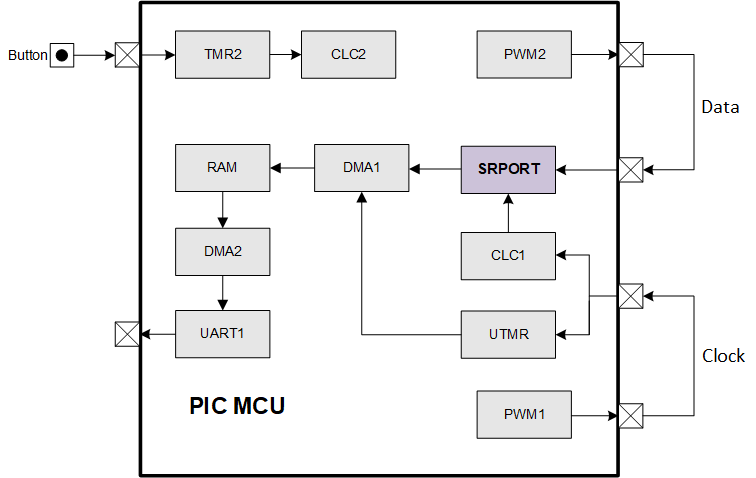 Button
TMR2
CLC2
PWM2
Data
RAM
DMA1
SRPORT
DMA2
CLC1
UART1
UTMR
Clock
PIC MCU
PWM1